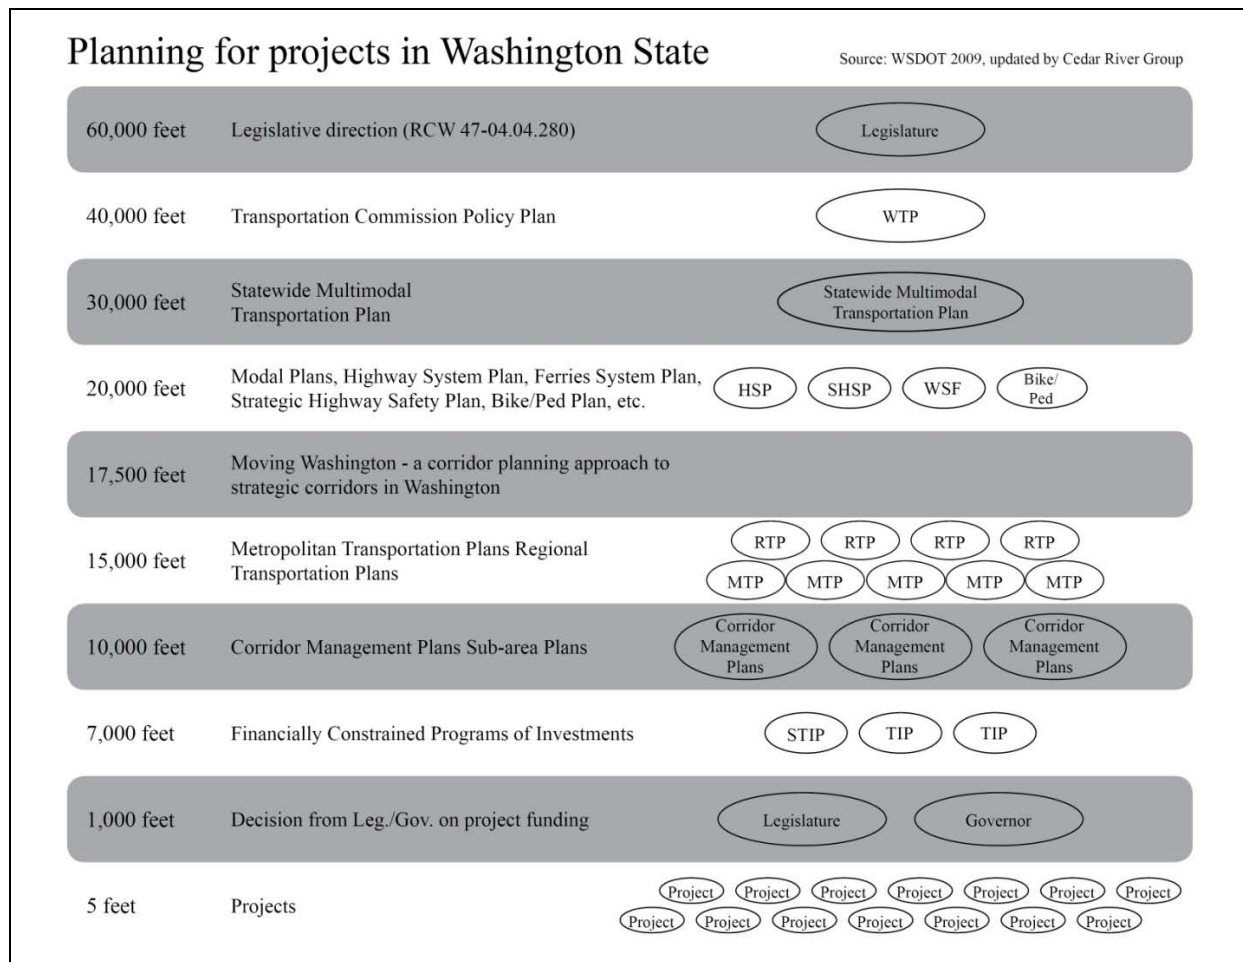 Planning for projects in Washington State
Source: WSDOT 2009, updated by Cedar River Group
60,000 feet Legislative direction (RCW 47-04.04.280) Legislature
40,000 feet Transportation Commission Policy Plan WTP
30,000 feet
Statewide Multimodal
Transportation Plan
Statewide Multimodal
Transportation Plan
20,000 feet
Modal Plans, Highway System Plan, Ferries System Plan,
Strategic Highway Safety Plan, Bike/Ped Plan, etc.
HSP SHSP WSF
Bike/
Ped
17,500 feet
Moving Washington - a corridor planning approach to
strategic corridors in Washington
15,000 feet
Metropolitan Transportation Plans Regional
Transportation Plans
RTP RTP RTP RTP
MTP MTP MTP MTP MTP
10,000 feet Corridor Management Plans Sub-area Plans
Corridor
Management
Plans
Corridor
Management
Plans
Corridor
Management
Plans
7,000 feet Financially Constrained Programs of Investments STIP TIP TIP
1,000 feet Decision from Leg./Gov. on project funding Legislature Governor
5 feet Projects
Project Project Project Project Project Project Project
Project Project Project Project Project Project Project